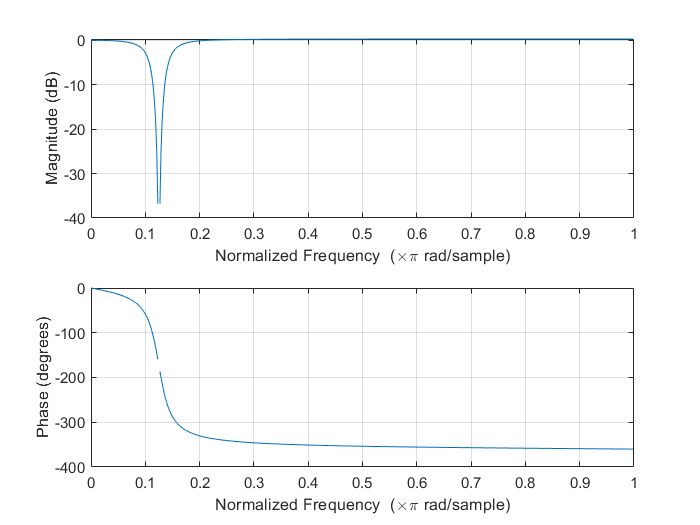 0
-10
-20
-30
-40
Magnitude (dB)
0 0.1 0.2 0.3 0.4 0.5 0.6 0.7 0.8 0.9 1
Normalized Frequency (×π rad/sample)
0
-100
-200
-300
-400
Phase (degrees)
0 0.1 0.2 0.3 0.4 0.5 0.6 0.7 0.8 0.9 1
Normalized Frequency (×π rad/sample)